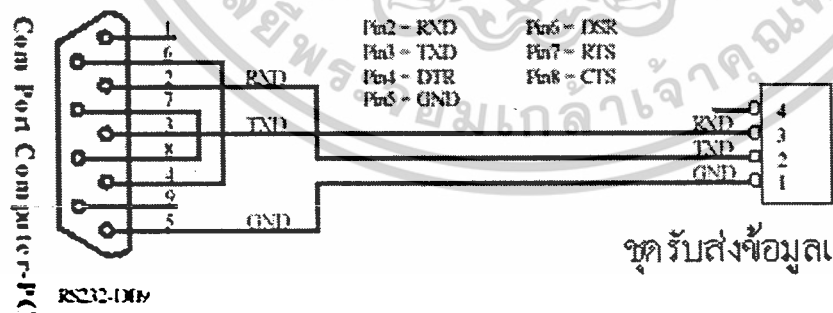 Pin2 - RXD
Pin3 - TXD
Pin4 - DTR
Pin5 - GND
Pin6 - DSR
Pin7 - RTS
Pin8 - CTS
Com Port Computer-PC
1
6
2 RXD
7
3 TXD
8
4
9
5 GND
4
RXD 3
TXD 2
GND 1
ชุดรับส่งข้อมูลเ
RS232-DB9